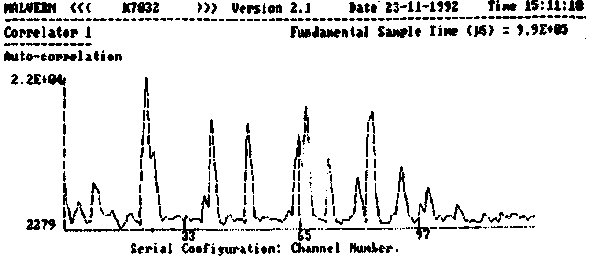 MALVERN <<< K7032 >>> Version 2.1 Date 23-11-1992 Time 15:11:18
Correlator 1 Fundamental Sample Time (µS) = 9.9E+05
Auto-correlation
2.2E+04
2279
33 65 97
Serial Configuration: Channel Number.